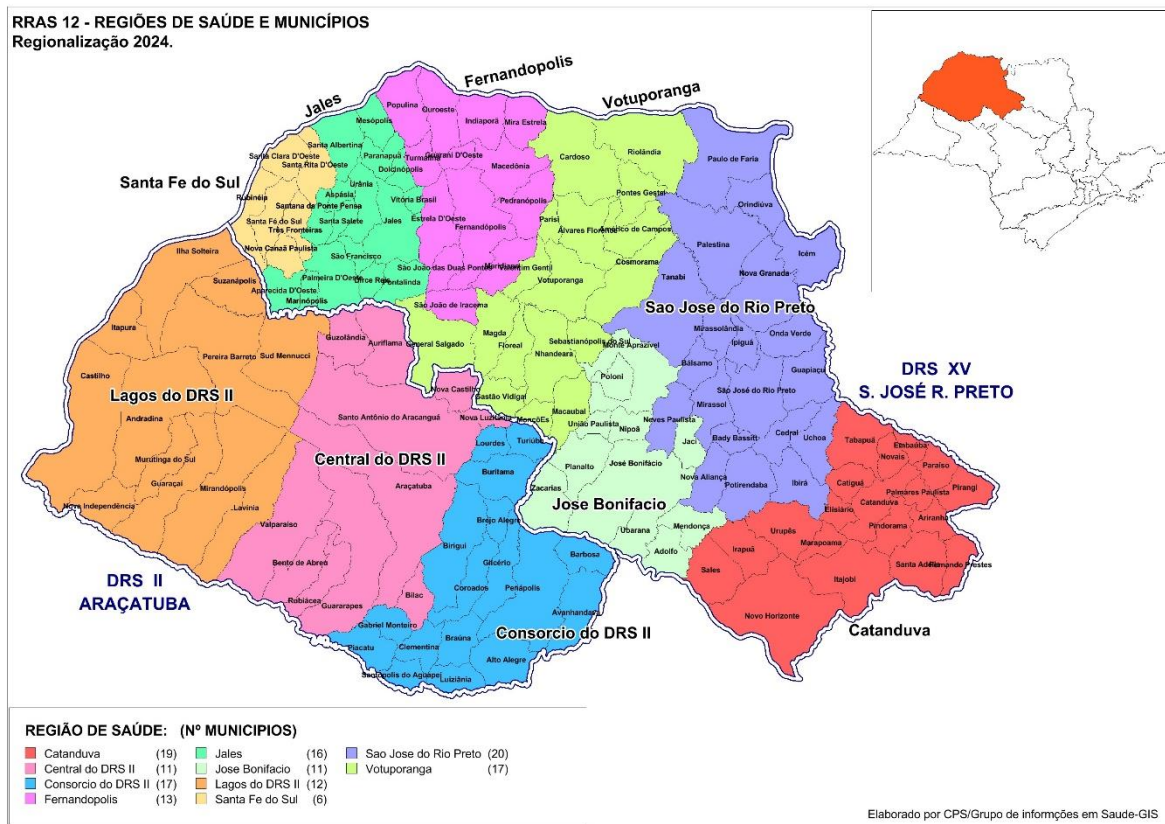 RRAS 12 - REGIÕES DE SAÚDE E MUNICÍPIOS
Regionalização 2024.
Fernandopolis
Jales
Votuporanga
Santa Fe do Sul
Populina
Ouroeste
Indiaporã
Mira Estrela
Mesópolis
Santa Albertina
Paranapuã
Turmalina
Guarani D'Oeste
Dolcinópolis
Macedônia
Cardoso
Riolândia
Paulo de Faria
Santa Clara D'Oeste
Santa Rita D'Oeste
Urânia
Aspásia
Vitória Brasil
Pedranópolis
Pontes Gestal
Orindiúva
Rubinéia
Santana da Ponte Pensa
Santa Fé do Sul
Três Fronteiras
Santa Salete
Jales
Estrela D'Oeste
Fernandópolis
Parisi
Álvares Florence
Américo de Campos
Palestina
Icém
Nova Canaã Paulista
São Francisco
Palmeira D'Oeste
Dirce Reis
Pontalinda
São João das Duas Pontes
Meridiano
Valentim Gentil
Votuporanga
Cosmorama
Tanabi
Nova Granada
Ilha Solteira
Suzanápolis
Aparecida D'Oeste
Marinópolis
São João de Iracema
Sao Jose do Rio Preto
Itapura
Guzolândia
Auriflama
General Salgado
Magda
Floreal
Nhandeara
Sebastianópolis do Sul
Monte Aprazível
Mirassolândia
Ipiguá
Onda Verde
Pereira Barreto
Sud Mennucci
Castilho
Lagos do DRS II
Poloni
Bálsamo
Guapiaçu
DRS XV
S. JOSÉ R. PRETO
Andradina
Santo Antônio do Aracanguá
Nova Castilho
Gastão Vidigal
Nova Luzitânia
MonçõEs
Macaubal
União Paulista
Nipoã
Neves Paulista
São José do Rio Preto
Mirassol
Murutinga do Sul
Guaraçaí
Mirandópolis
Central do DRS II
Araçatuba
Lourdes
Turiúba
Buritama
Planalto
José Bonifácio
Jaci
Bady Bassitt
Cedral
Uchoa
Tabapuã
Embaúba
Novais
Paraíso
Nova Independência
Lavínia
Valparaíso
Zacarias
Jose Bonifacio
Nova Aliança
Potirendaba
Ibirá
Catiguá
Catanduva
Palmares Paulista
Pirangi
Elisiário
Ariranha
Pindorama
Brejo Alegre
Birigui
Glicério
Ubarana
Mendonça
Adolfo
Urupês
Marapoama
Irapuã
Sales
Itajobi
Santa Adélia
Fernando Prestes
DRS II
ARAÇATUBA
Bento de Abreu
Rubiácea
Guararapes
Bilac
Coroados
Penápolis
Barbosa
Avanhandava
Novo Horizonte
Catanduva
Gabriel Monteiro
Piacatu
Clementina
Braúna
Consorcio do DRS II
Alto Alegre
Santópolis do Aguapeí
Luiziânia
REGIÃO DE SAÚDE: (Nº MUNICIPIOS)
Catanduva (19) Jales (16) Sao Jose do Rio Preto (20)
Central do DRS II (11) Jose Bonifacio (11) Votuporanga (17)
Consorcio do DRS II (17) Lagos do DRS II (12)
Fernandopolis (13) Santa Fe do Sul (6)
Elaborado por CPS/Grupo de informções em Saude-GIS